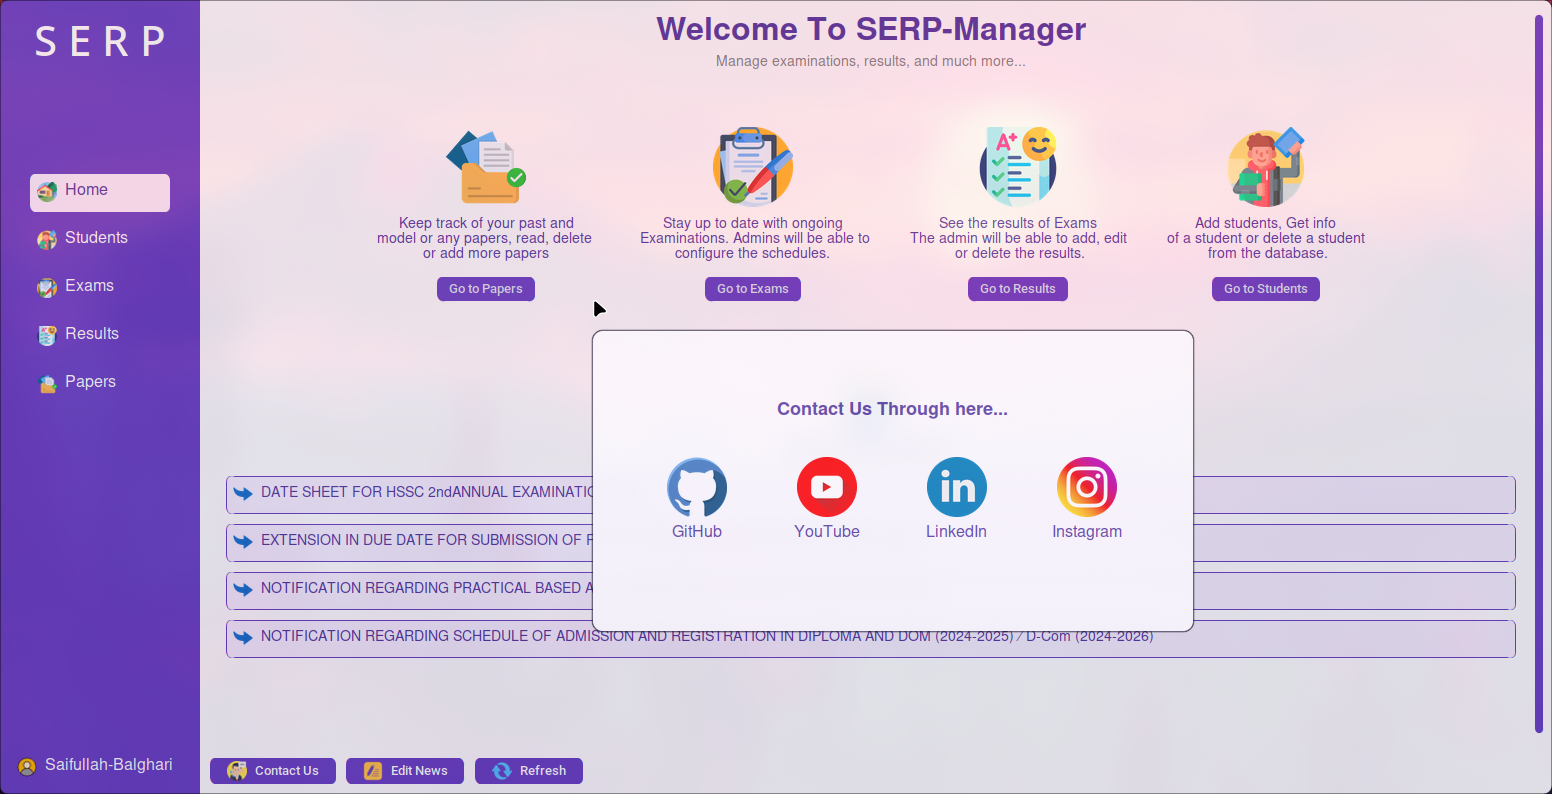 SERP
Home
Students
Exams
Results
Papers
Saifullah-Balghari
Welcome To SERP-Manager
Manage examinations, results, and much more...
A+
Keep track of your past and
model or any papers, read, delete
or add more papers
Go to Papers
Stay up to date with ongoing
Examinations. Admins will be able to
configure the schedules.
Go to Exams
See the results of Exams
The admin will be able to add, edit
or delete the results.
Go to Results
Add students, Get info
of a student or delete a student
from the database.
Go to Students
Contact Us Through here...
GitHub
YouTube
in
LinkedIn
Instagram
DATE SHEET FOR HSSC 2ndANNUAL
EXTENSION IN DUE DATE FOR SUBMISSION OF
NOTIFICATION REGARDING PRACTICAL BASED
NOTIFICATION REGARDING SCHEDULE OF ADMISSION AND REGISTRATION IN DIPLOMA AND DOM (2024-2025) / D-Com (2024-2026)
Contact Us
Edit News
Refresh